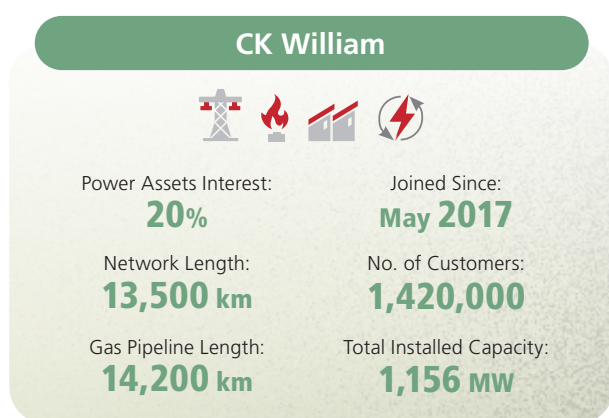 CK William
Power Assets Interest:
20%
Joined Since:
May 2017
Network Length:
13,500 km
No. of Customers:
1,420,000
Gas Pipeline Length:
14,200 km
Total Installed Capacity:
1,156 MW